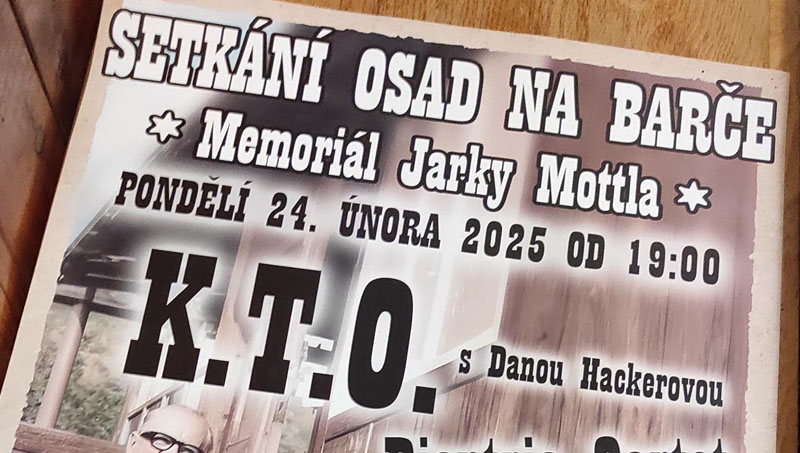 SETKÁNÍ OSAD NA BARČE
* Memoriál Jarky Mottla *
PONDĚLÍ 24. ÚNORA 2025 OD 19:00
K.T.O. s Danou Hackerovou